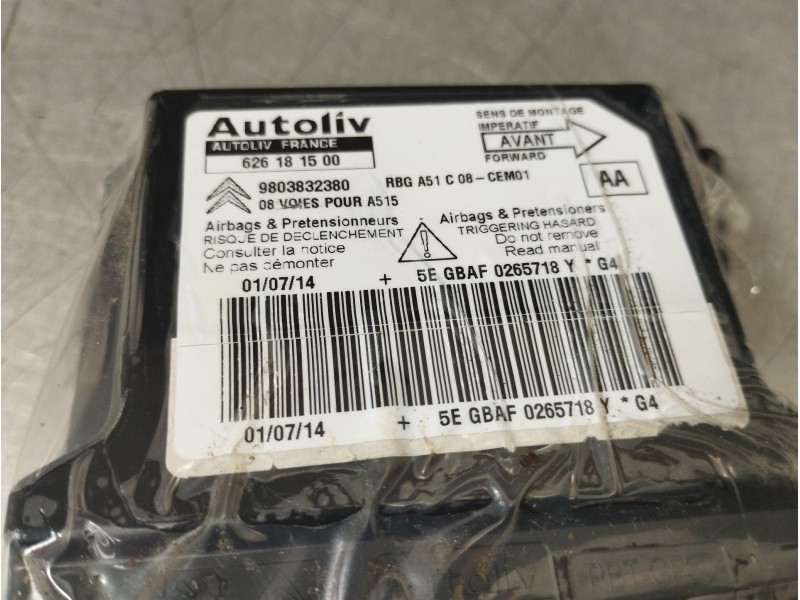 Autoliv
AUTOLIV FRANCE
626 18 15 00
SENS DE MONTAGE
IMPERATIF
AVANT
FORWARD
9803832380
RBG A51 C 08-CEM01
AA
08 VOIES POUR A515
Airbags & Pretensionneurs
RISQUE DE DECLENCHEMENT
Consulter la notice
Ne pas démonter
Airbags & Pretensioners
TRIGGERING HASARD
Do not remove
Read manual
01/07/14 + 5E GBAF 0265718 Y * G4
01/07/14 + 5E GBAF 0265718 Y * G4
Autoliv